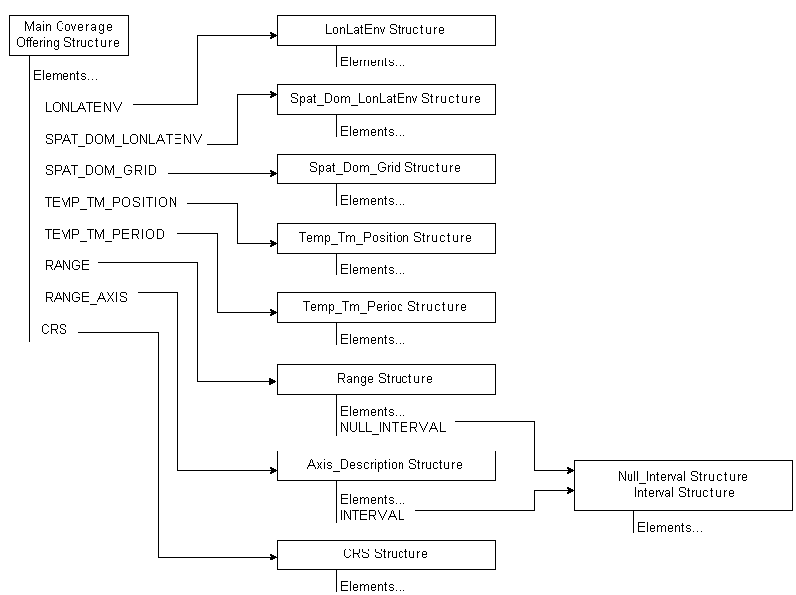 Main Coverage
Offering Structure
Elements...
LONLATENV
SPAT_DOM_LONLATENV
SPAT_DOM_GRID
TEMP_TM_POSITION
TEMP_TM_PERIOD
RANGE
RANGE_AXIS
CRS
LonLatEnv Structure
Elements...
Spat_Dom_LonLatEnv Structure
Elements...
Spat_Dom_Grid Structure
Elements...
Temp_Tm_Position Structure
Elements...
Temp_Tm_Period Structure
Elements...
Range Structure
Elements...
NULL_INTERVAL
Axis_Description Structure
Elements...
INTERVAL
CRS Structure
Elements...
Null_Interval Structure
Interval Structure
Elements...